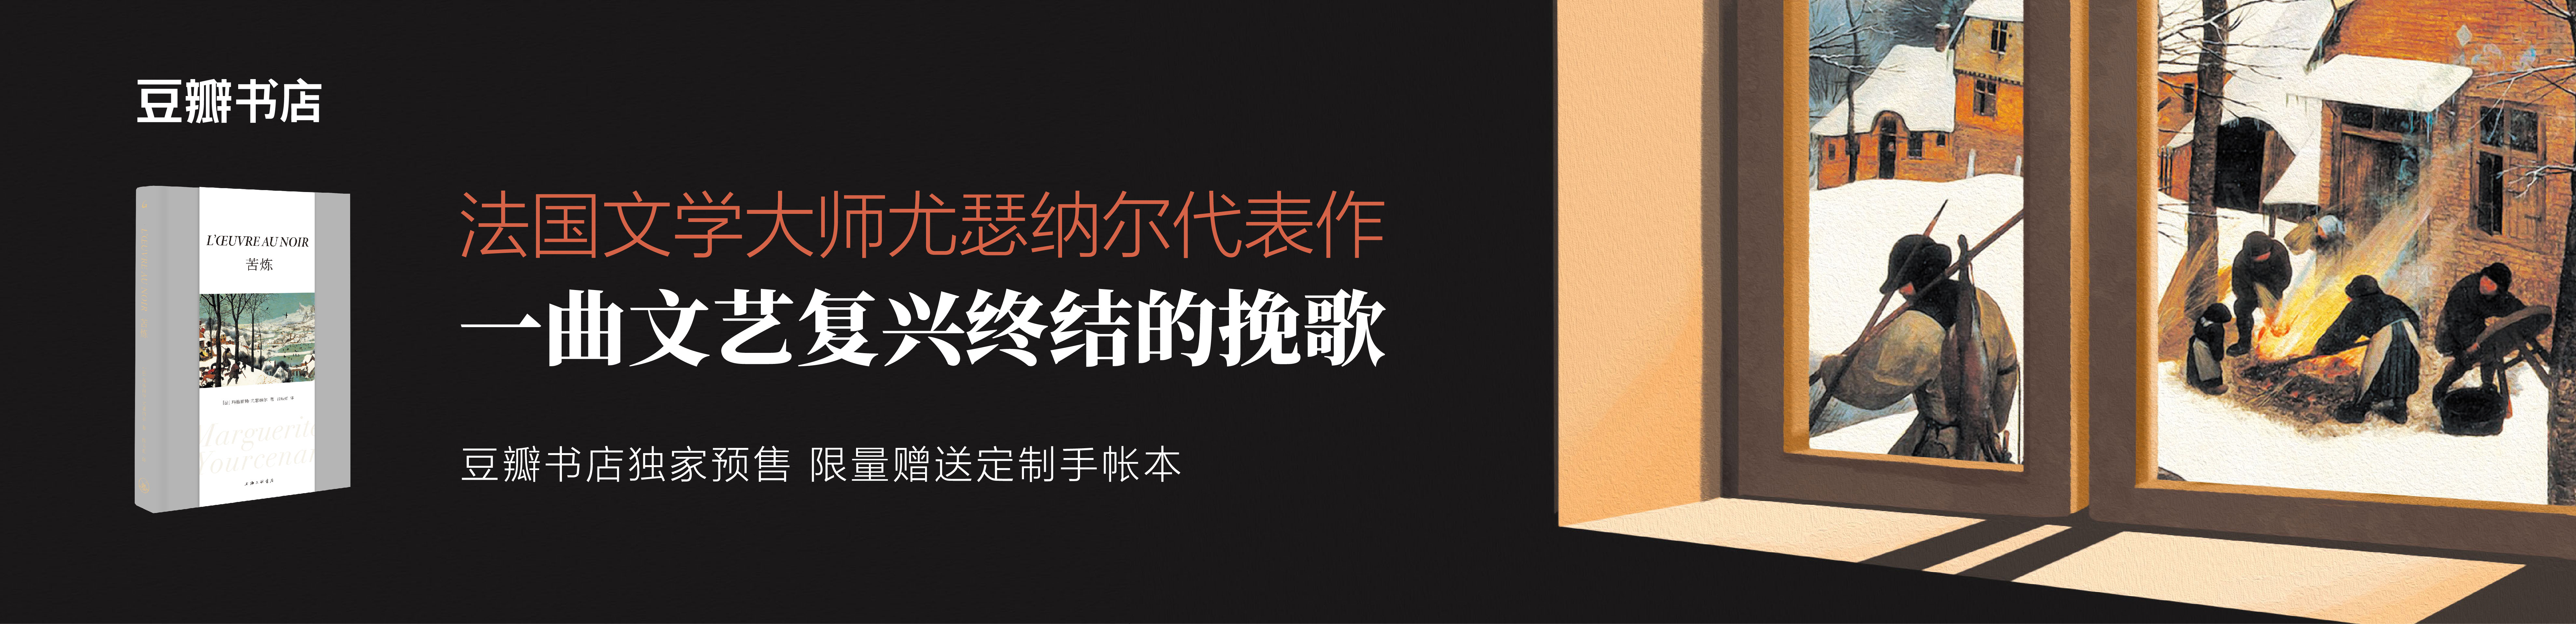 豆瓣书店
L'ŒUVRE AU NOIR
苦炼
Marguerite
Yourcenar
法国文学大师尤瑟纳尔代表作
一曲文艺复兴终结的挽歌
豆瓣书店独家预售 限量赠送定制手帐本